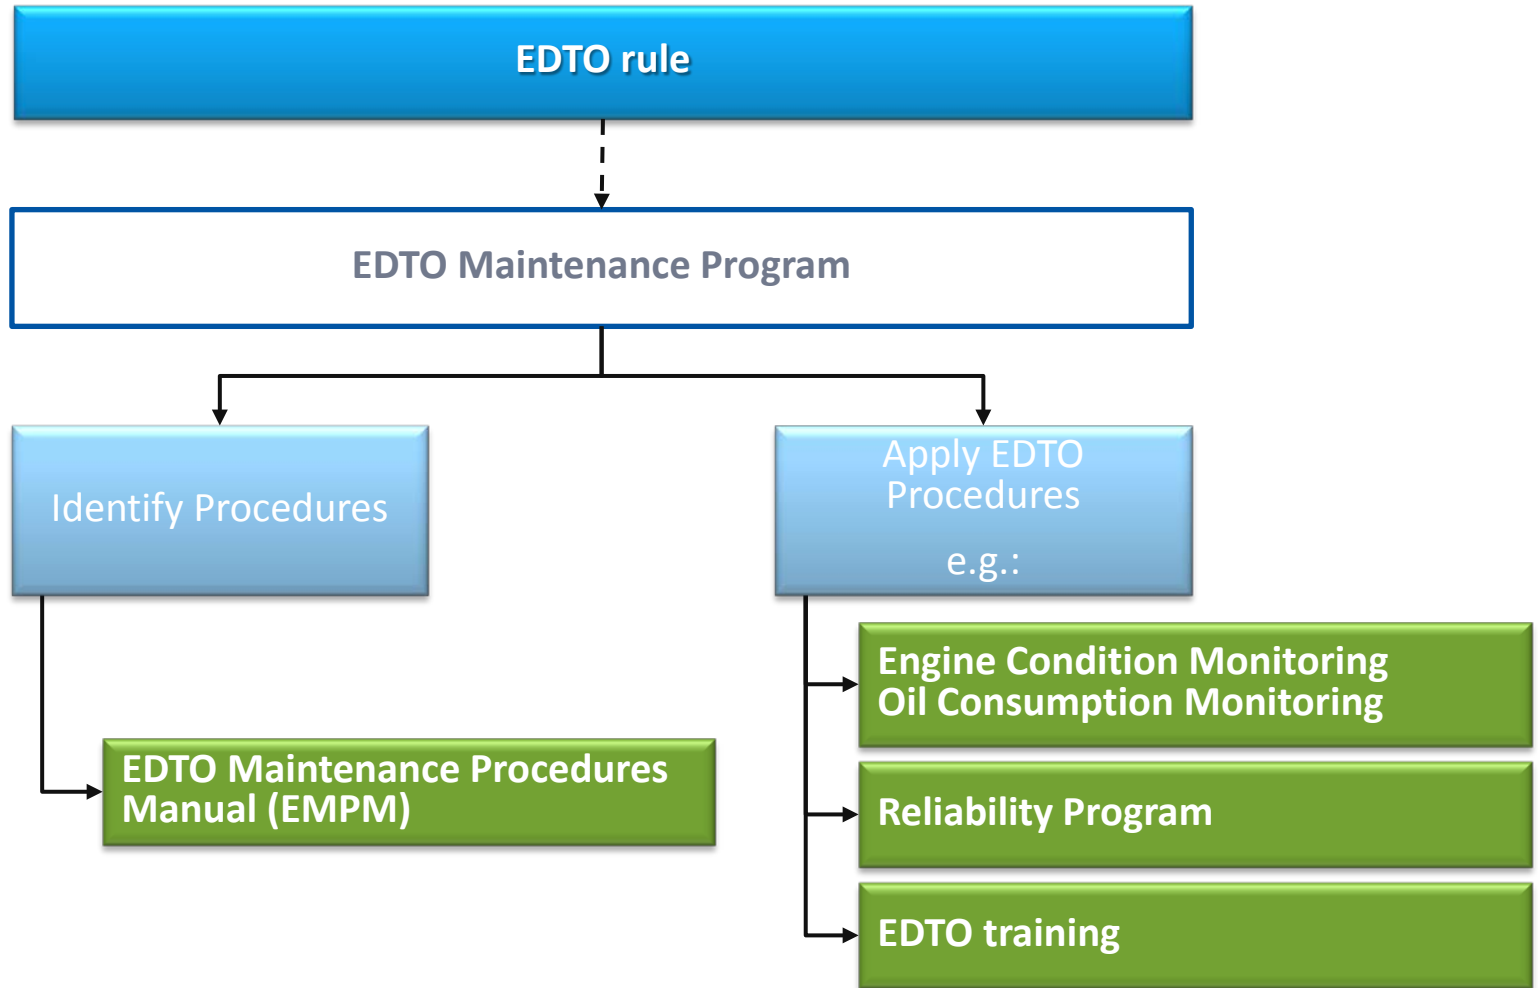 EDTO rule
EDTO Maintenance Program
Identify Procedures
Apply EDTO
Procedures
e.g.:
Engine Condition Monitoring
Oil Consumption Monitoring
EDTO Maintenance Procedures
Manual (EMPM)
Reliability Program
EDTO training